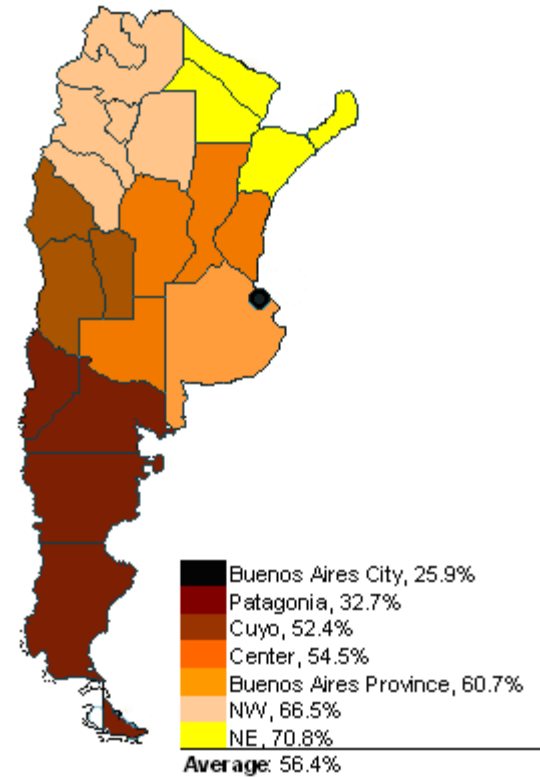 Buenos Aires City, 25.9%
Patagonia, 32.7%
Cuyo, 52.4%
Center, 54.5%
Buenos Aires Province, 60.7%
NW, 66.5%
NE, 70.8%
Average: 56.4%